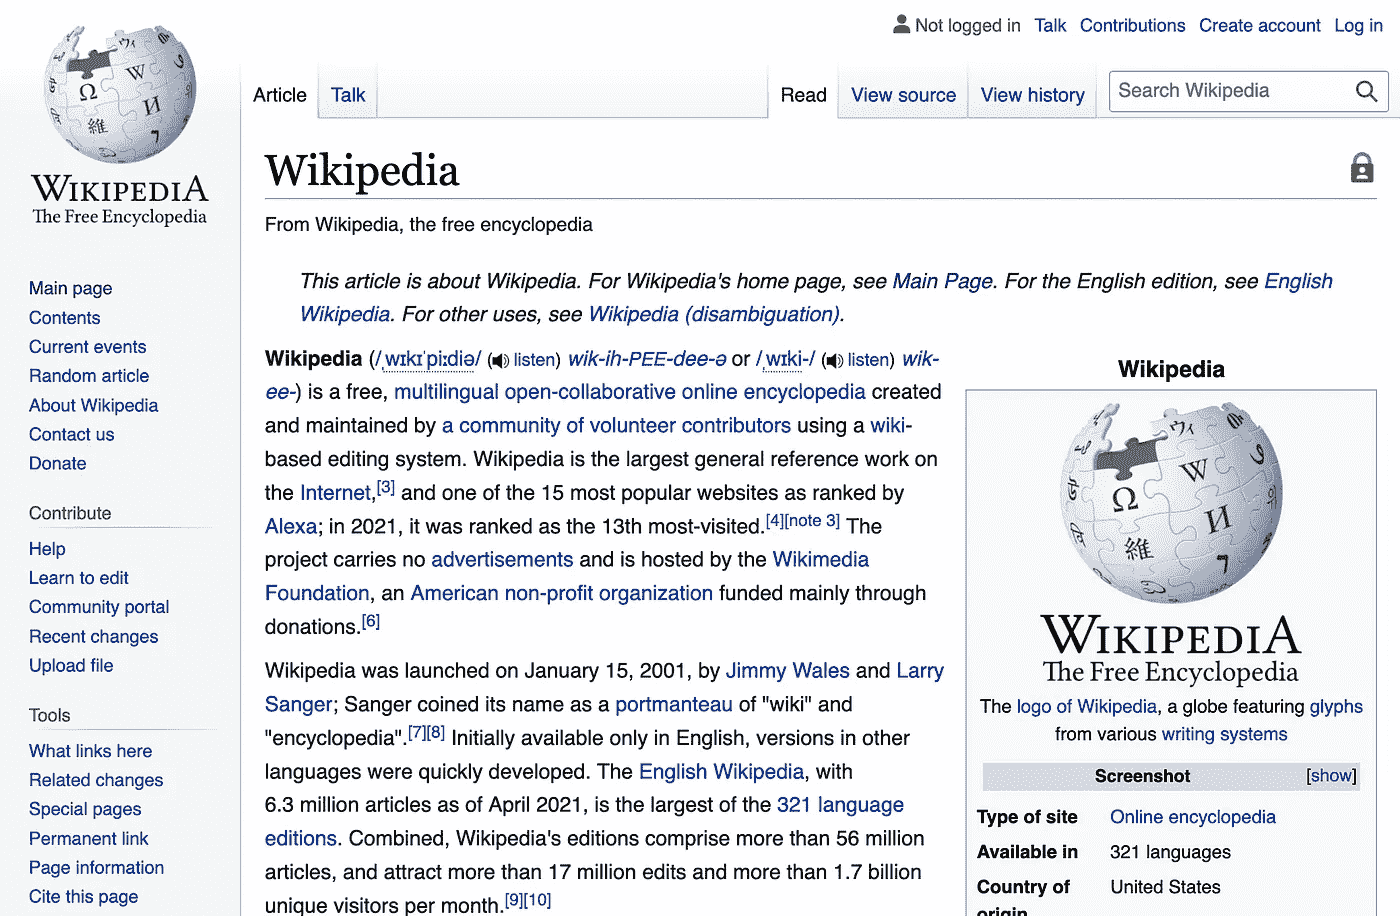 Not logged in Talk Contributions Create account Log in
Article Talk Read View source View history Search Wikipedia
WIKIPEDIA
The Free Encyclopedia
Main page
Contents
Current events
Random article
About Wikipedia
Contact us
Donate
Contribute
Help
Learn to edit
Community portal
Recent changes
Upload file
Tools
What links here
Related changes
Special pages
Permanent link
Page information
Cite this page
Wikipedia
From Wikipedia, the free encyclopedia
This article is about Wikipedia. For Wikipedia's home page, see Main Page. For the English edition, see English
Wikipedia. For other uses, see Wikipedia (disambiguation).
Wikipedia (/ˌwɪkɪˈpiːdiə/ (listen) wik-ih-PEE-dee-ə or /ˌwɪki-/ (listen) wik-
ee-) is a free, multilingual open-collaborative online encyclopedia created
and maintained by a community of volunteer contributors using a wiki-
based editing system. Wikipedia is the largest general reference work on
the Internet,[3] and one of the 15 most popular websites as ranked by
Alexa; in 2021, it was ranked as the 13th most-visited.[4][note 3] The
project carries no advertisements and is hosted by the Wikimedia
Foundation, an American non-profit organization funded mainly through
donations.[6]
Wikipedia was launched on January 15, 2001, by Jimmy Wales and Larry
Sanger; Sanger coined its name as a portmanteau of "wiki" and
"encyclopedia".[7][8] Initially available only in English, versions in other
languages were quickly developed. The English Wikipedia, with
6.3 million articles as of April 2021, is the largest of the 321 language
editions. Combined, Wikipedia's editions comprise more than 56 million
articles, and attract more than 17 million edits and more than 1.7 billion
unique visitors per month.[9][10]
Wikipedia
Ω W И 維 ウィ
WIKIPEDIA
The Free Encyclopedia
The logo of Wikipedia, a globe featuring glyphs
from various writing systems
Screenshot [show]
Type of site Online encyclopedia
Available in 321 languages
Country of United States
origin